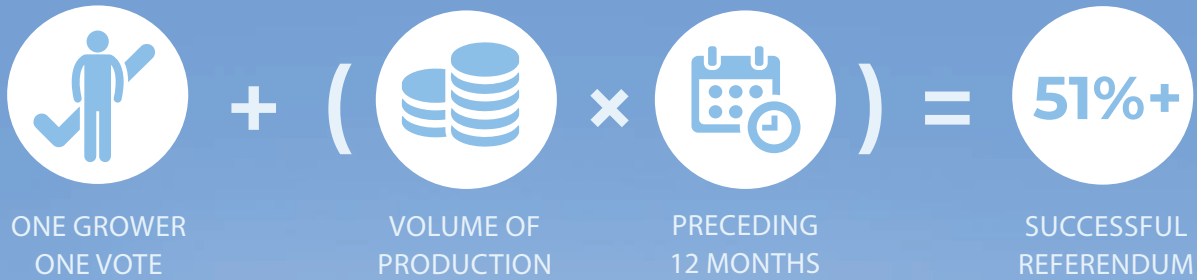 + ( × ) = 51%+
ONE GROWER
ONE VOTE
VOLUME OF
PRODUCTION
PRECEDING
12 MONTHS
SUCCESSFUL
REFERENDUM